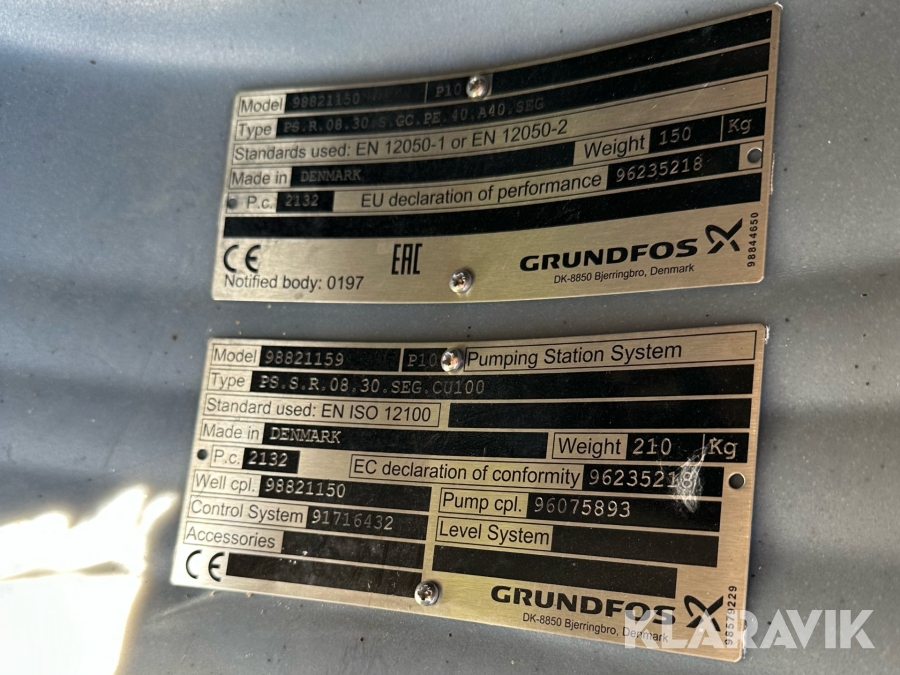 Model 98821150 P10
Type PS.R.08.30.S.GC.PE.40.A40.SEG
Standards used: EN 12050-1 or EN 12050-2
Made in DENMARK Weight 150 Kg
P.c. 2132 EU declaration of performance 96235218
CE EAC GRUNDFOS
Notified body: 0197 DK-8850 Bjerringbro, Denmark
98844650
Model 98821159 P10 Pumping Station System
Type PS.S.R.08.30.SEG.CU100
Standard used: EN ISO 12100
Made in DENMARK Weight 210 Kg
P.c. 2132 EC declaration of conformity 96235218
Well cpl. 98821150 Pump cpl. 96075893
Control System 91716432 Level System
Accessories
CE GRUNDFOS
DK-8850 Bjerringbro, Denmark
98579229
KLARAVIK